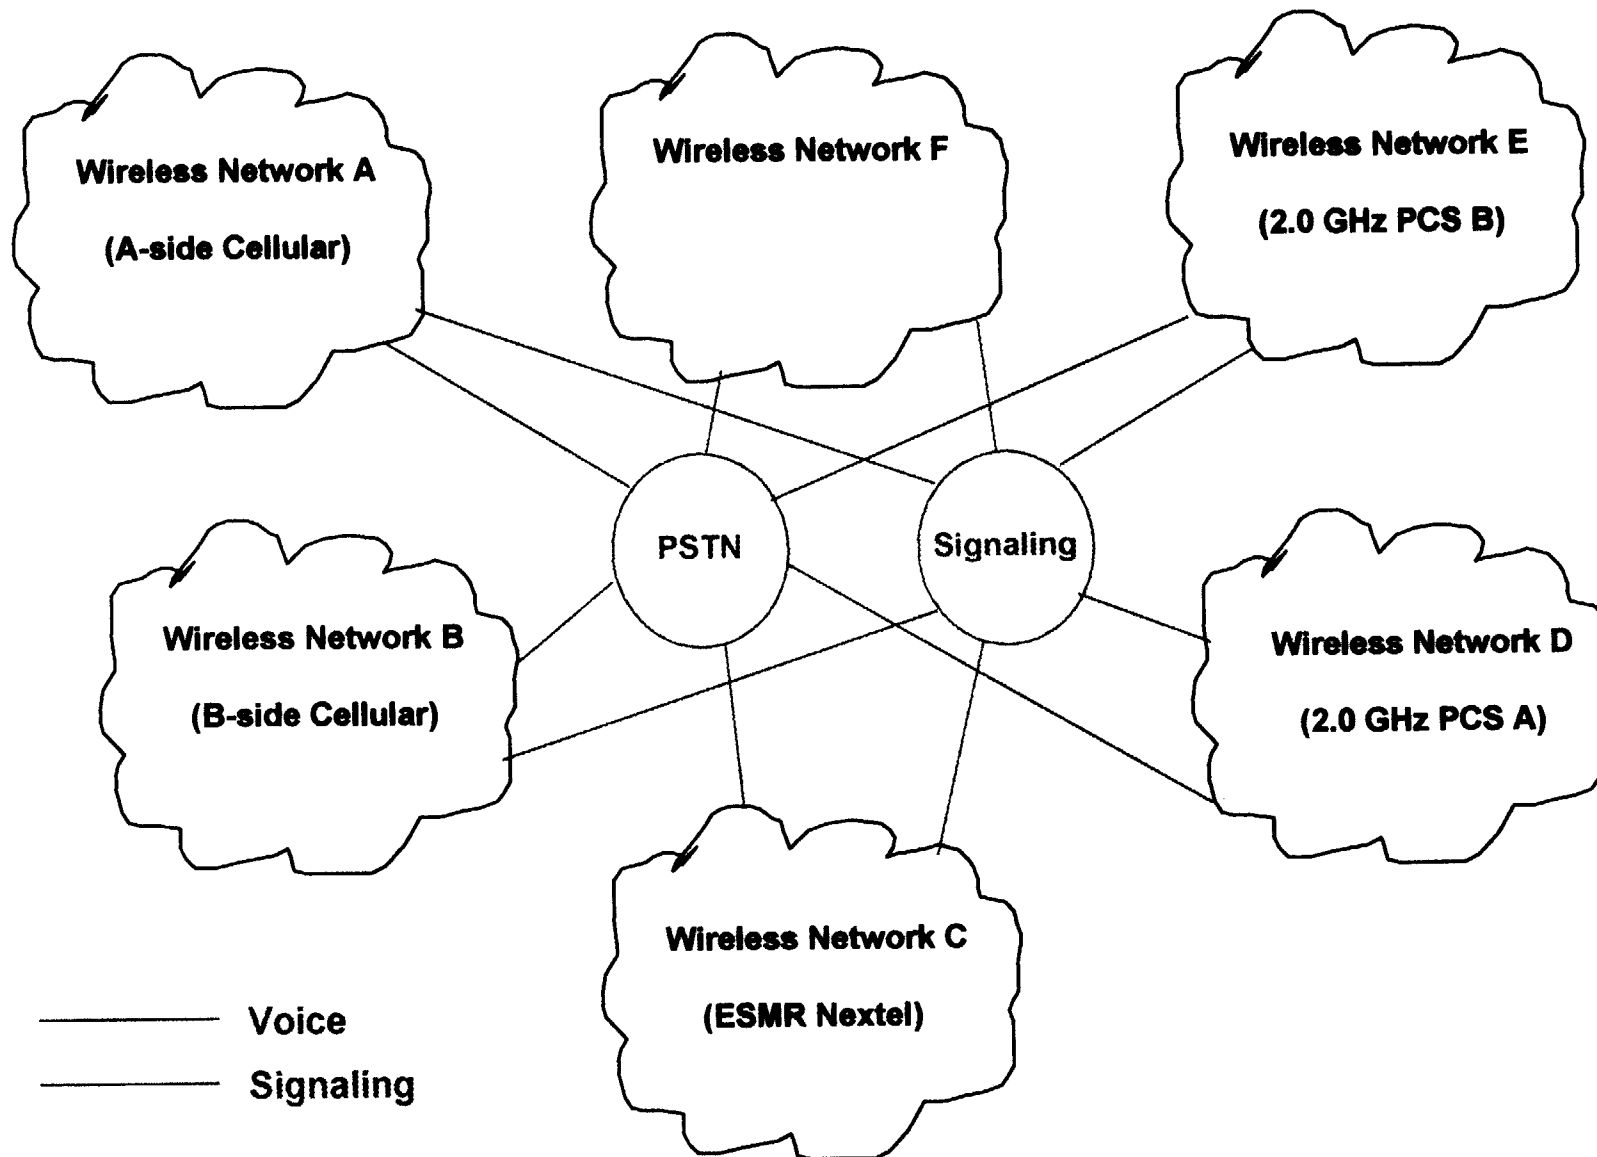 Wireless Network A
(A-side Cellular)
Wireless Network F
Wireless Network E
(2.0 GHz PCS B)
PSTN
Signaling
Wireless Network B
(B-side Cellular)
Wireless Network D
(2.0 GHz PCS A)
Wireless Network C
(ESMR Nextel)
Voice
Signaling